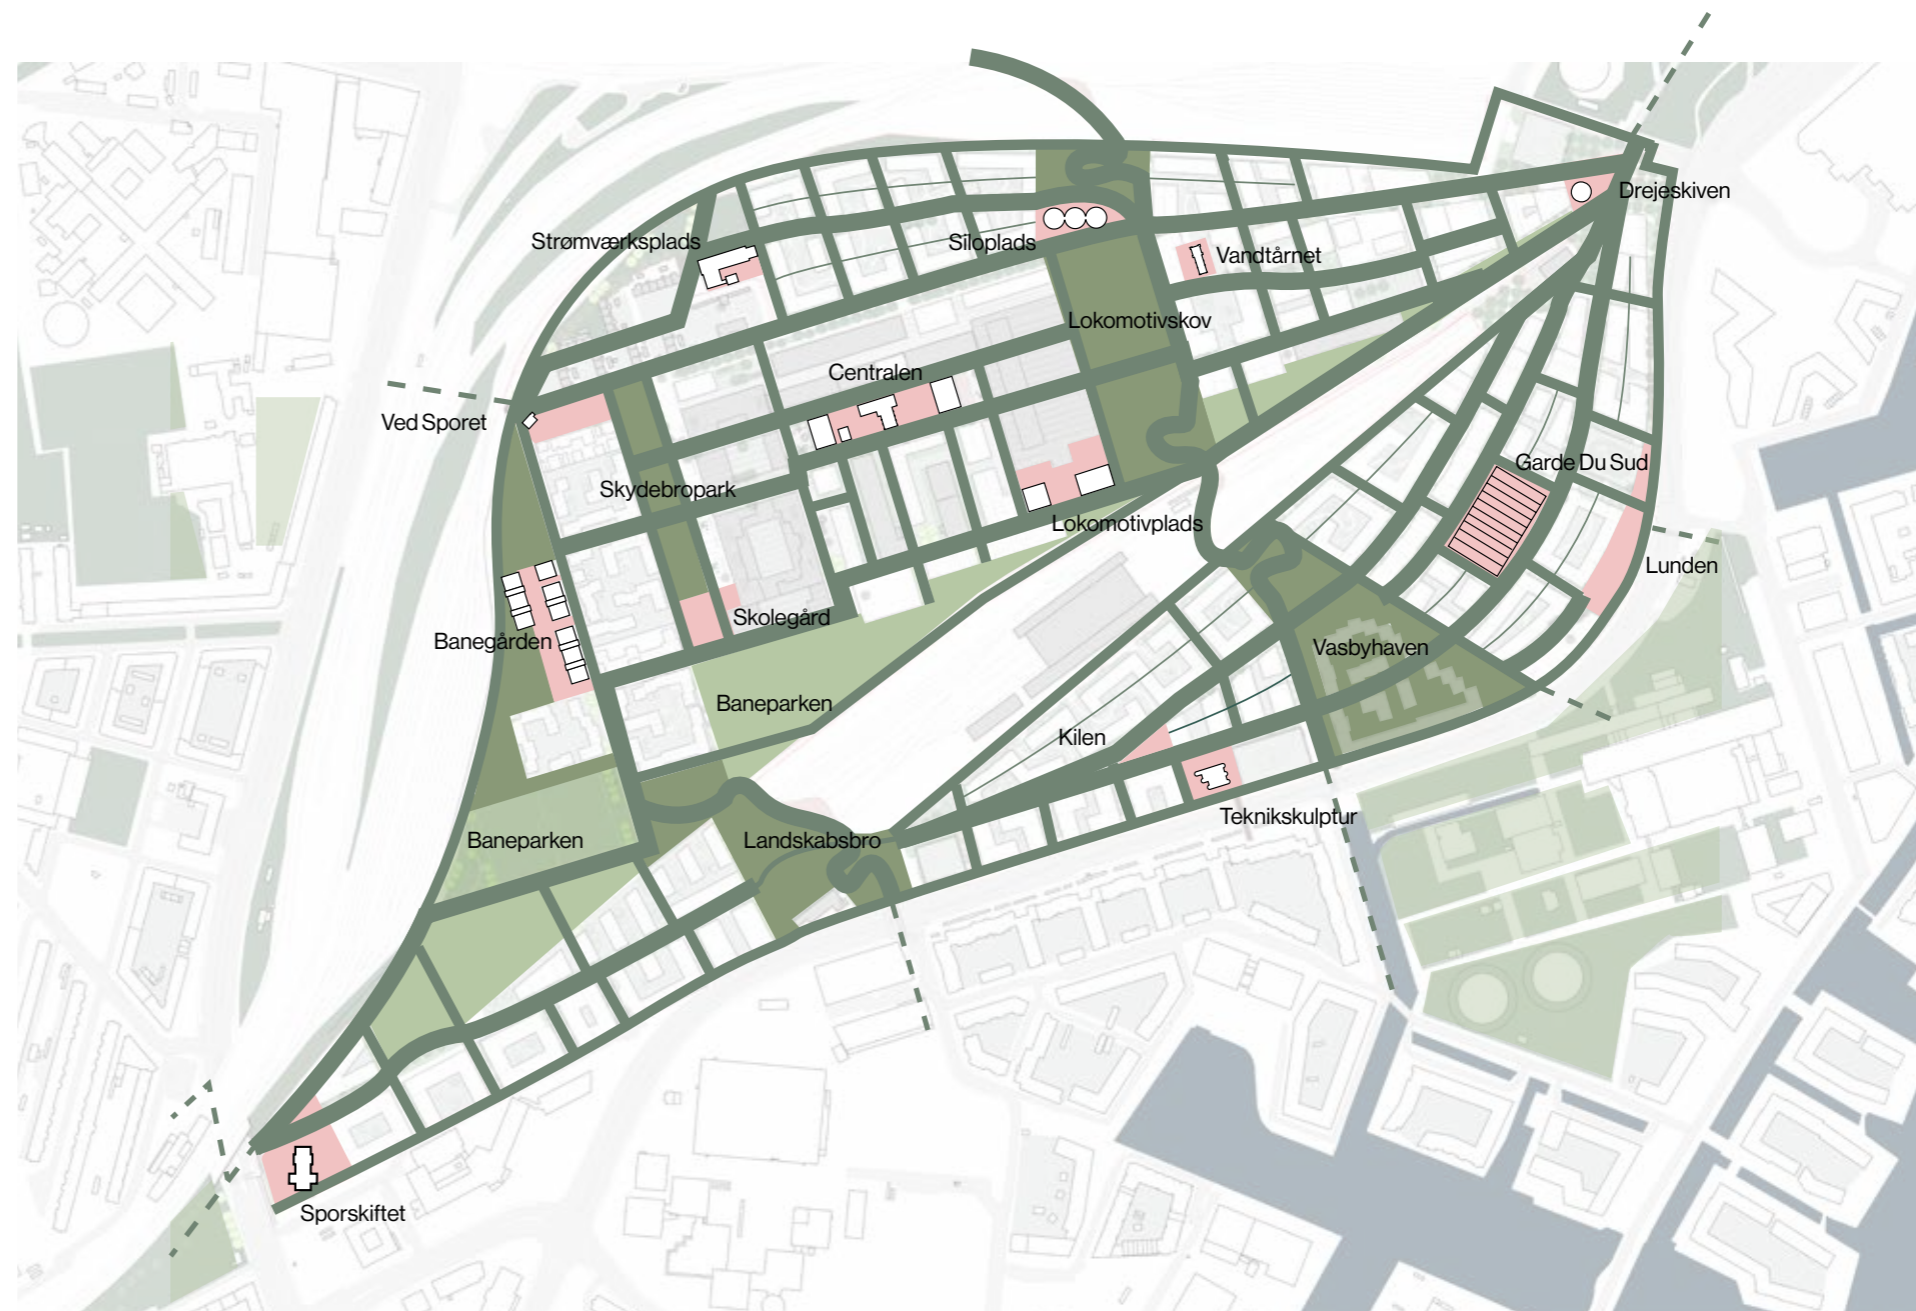 Drejeskiven
Strømværksplads
Siloplads
Vandtårnet
Lokomotivskov
Centralen
Ved Sporet
Garde Du Sud
Skydebropark
Lokomotivplads
Lunden
Skolegård
Banegården
Vasbyhaven
Baneparken
Kilen
Teknikskulptur
Baneparken
Landskabsbro
Sporskiftet